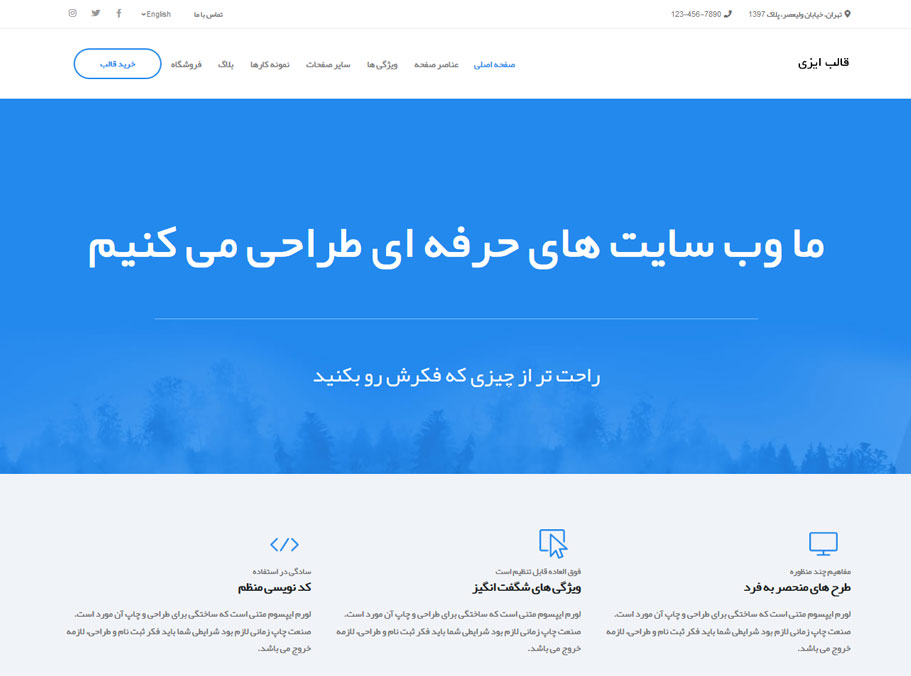 تهران، خیابان ولیعصر، پلاک 1397
123-456-7890
تماس با ما
English
قالب ایزی
صفحه اصلی
عناصر صفحه
ویژگی ها
سایر صفحات
نمونه کارها
بلاگ
فروشگاه
خرید قالب
ما وب سایت های حرفه ای طراحی می کنیم
راحت تر از چیزی که فکرش رو بکنید
مفاهیم چند منظوره
طرح های منحصر به فرد
لورم ایپسوم متنی است که ساختگی برای طراحی و چاپ آن مورد است.
صنعت چاپ زمانی لازم بود شرایطی شما باید فکر ثبت نام و طراحی، لازمه
خروج می باشد.
فوق العاده قابل تنظیم است
ویژگی های شگفت انگیز
لورم ایپسوم متنی است که ساختگی برای طراحی و چاپ آن مورد است.
صنعت چاپ زمانی لازم بود شرایطی شما باید فکر ثبت نام و طراحی، لازمه
خروج می باشد.
سادگی در استفاده
کد نویسی منظم
لورم ایپسوم متنی است که ساختگی برای طراحی و چاپ آن مورد است.
صنعت چاپ زمانی لازم بود شرایطی شما باید فکر ثبت نام و طراحی، لازمه
خروج می باشد.